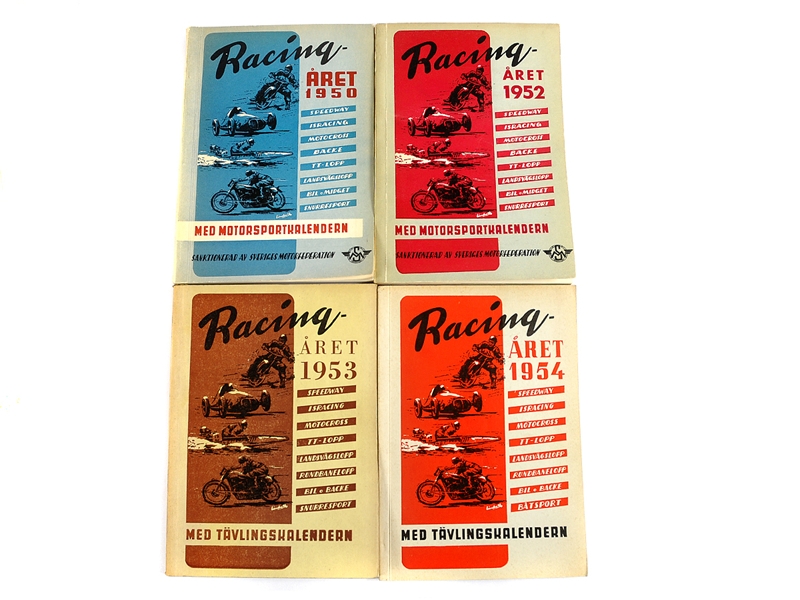 Racing-
ÅRET
1950
SPEEDWAY
ISRACING
MOTOCROSS
BACKE
TT-LOPP
LANDSVÄGSLOPP
BIL o MIDGET
SNURRESPORT
MED MOTORSPORTKALENDERN
SANKTIONERAD AV SVERIGES MOTORFEDERATION
Racing-
ÅRET
1952
SPEEDWAY
ISRACING
MOTOCROSS
BACKE
TT-LOPP
LANDSVÄGSLOPP
BIL o MIDGET
SNURRESPORT
MED MOTORSPORTKALENDERN
SANKTIONERAD AV SVERIGES MOTORFEDERATION
Racing-
ÅRET
1953
SPEEDWAY
ISRACING
MOTOCROSS
TT-LOPP
LANDSVÄGSLOPP
RUNDBANELOPP
BIL o BACKE
SNURRESPORT
MED TÄVLINGSKALENDERN
Racing-
ÅRET
1954
SPEEDWAY
ISRACING
MOTOCROSS
TT-LOPP
LANDSVÄGSLOPP
RUNDBANELOPP
BIL o BACKE
BÅTSPORT
MED TÄVLINGSKALENDERN